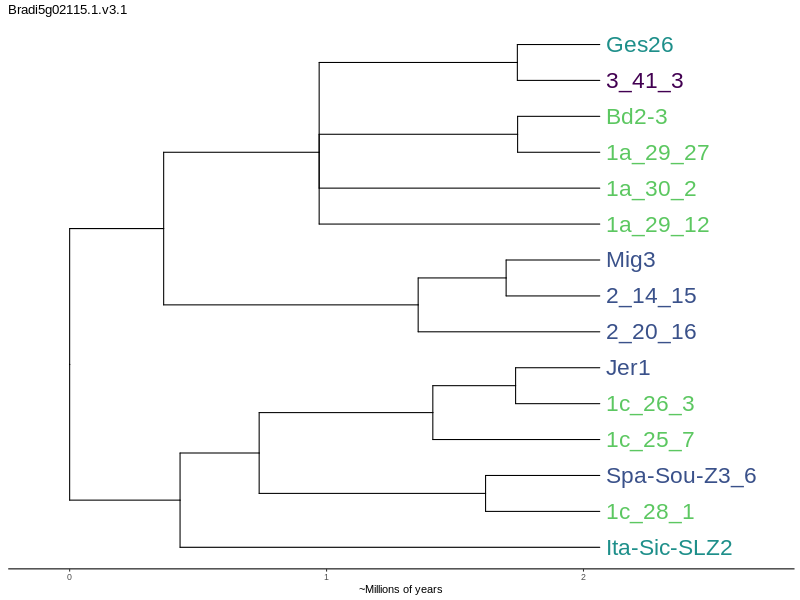 Bradi5g02115.1.v3.1
Ges26
3_41_3
Bd2-3
1a_29_27
1a_30_2
1a_29_12
Mig3
2_14_15
2_20_16
Jer1
1c_26_3
1c_25_7
Spa-Sou-Z3_6
1c_28_1
Ita-Sic-SLZ2
0 1 2
~Millions of years